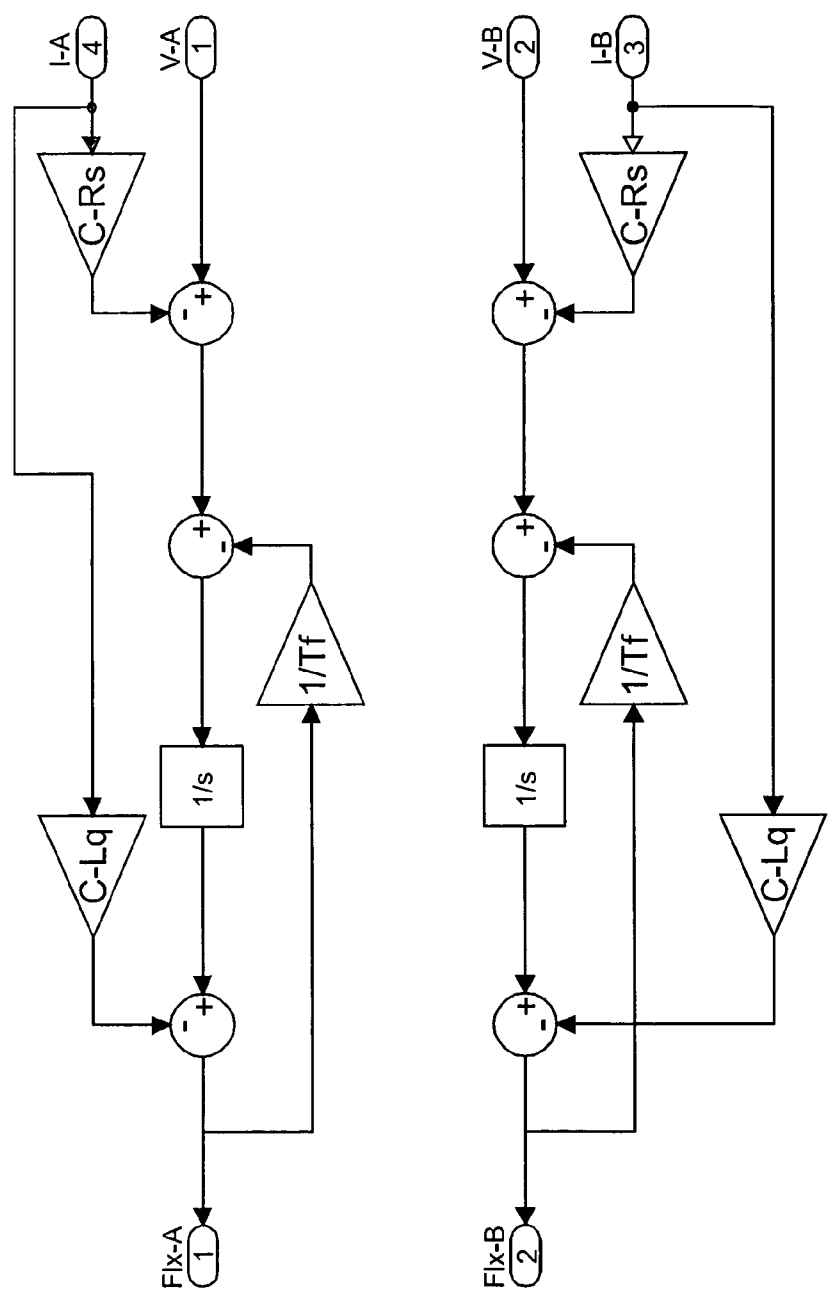 I-A
4
V-A
1
V-B
2
I-B
3
C-Rs
C-Rs
-
+
+
-
+
-
+
-
1/Tf
1/Tf
1/s
1/s
C-Lq
C-Lq
-
+
+
-
Flx-A
1
Flx-B
2